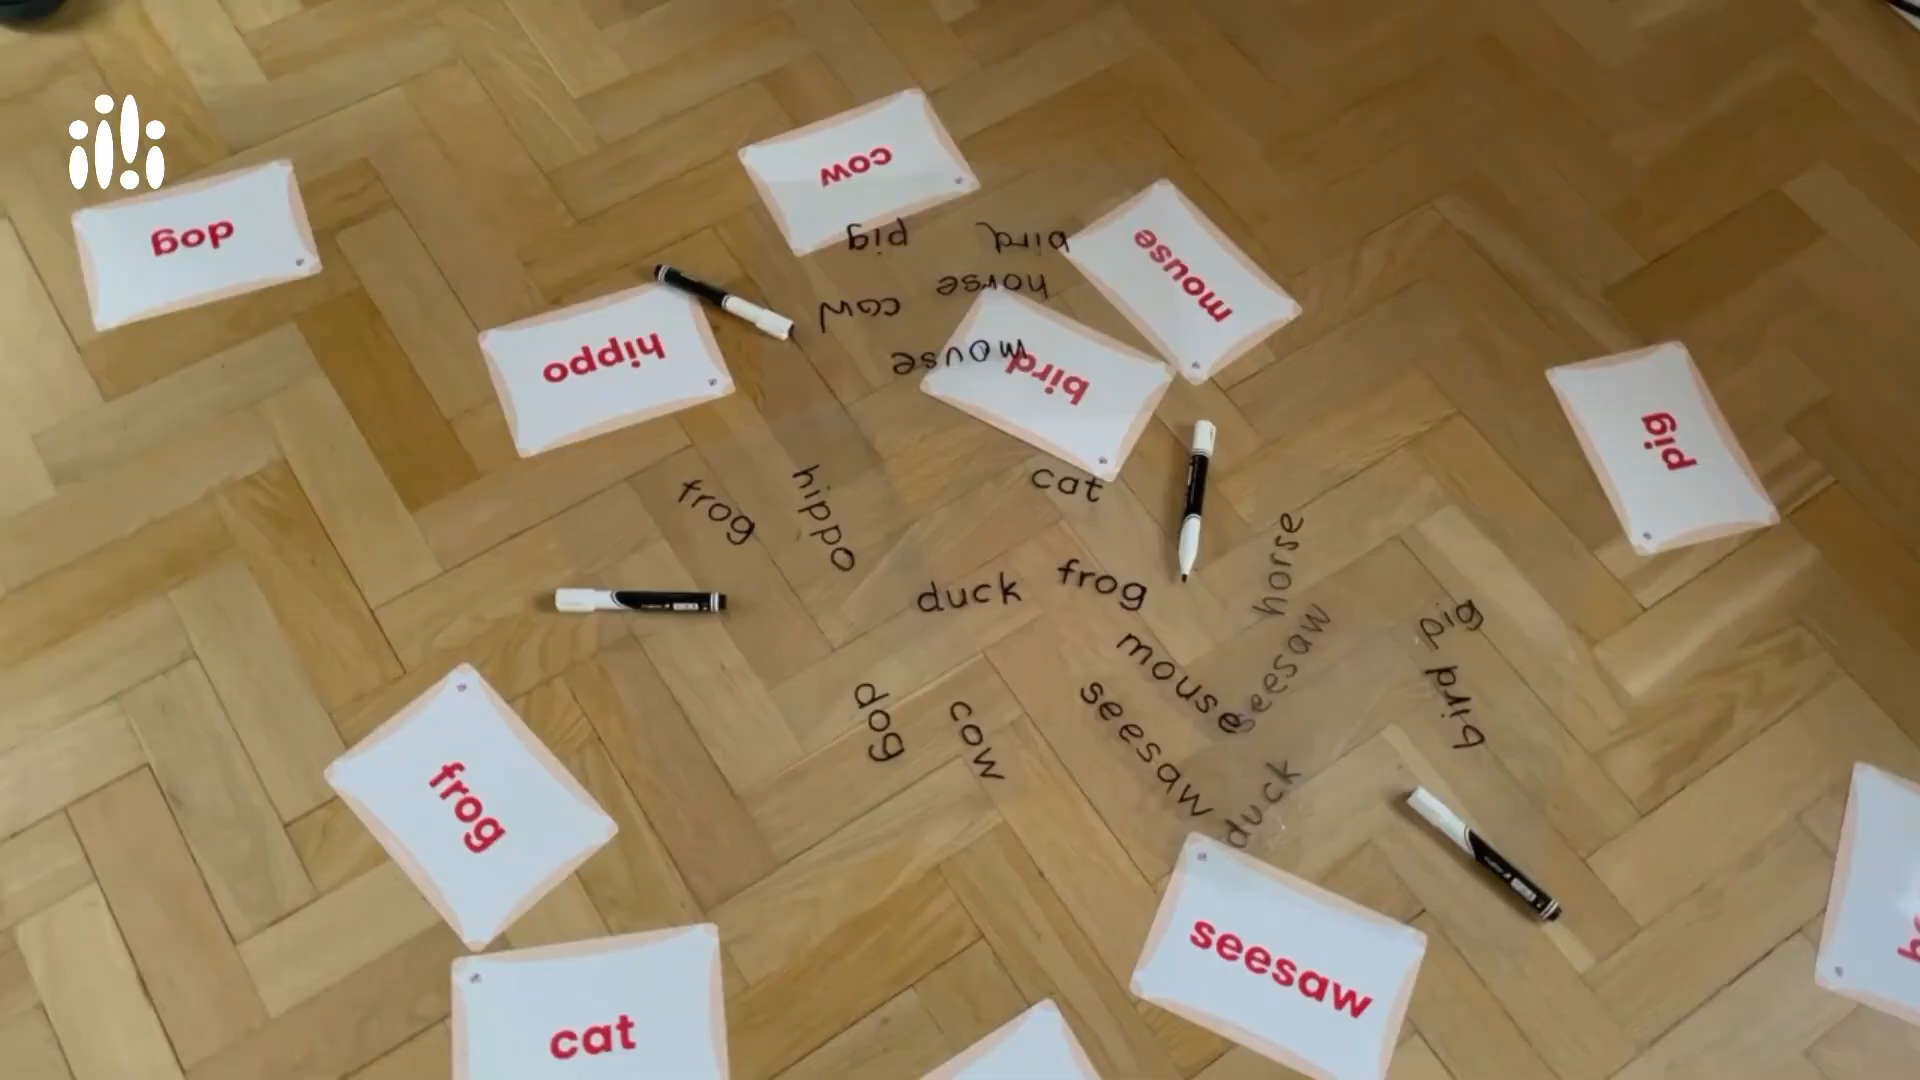 cow
dog
mouse
pig
bird
horse
cow
hippo
mouse
bird
pig
cat
frog
hippo
duck
frog
horse
pig
mouse
seesaw
bird
dog
cow
seesaw
duck
frog
seesaw
cat